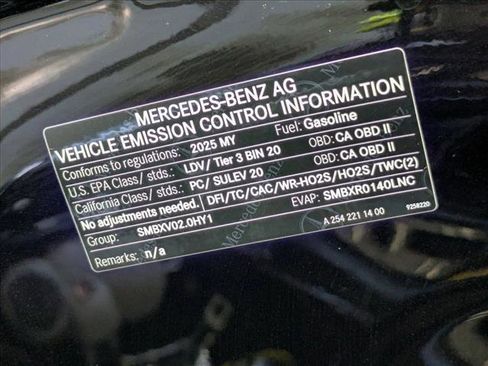 MERCEDES-BENZ AG
VEHICLE EMISSION CONTROL INFORMATION
Conforms to regulations: 2025 MY Fuel: Gasoline
U.S. EPA Class/ stds.: LDV/ Tier 3 BIN 20 OBD: CA OBD II
California Class/ stds.: PC/ SULEV 20 OBD: CA OBD II
No adjustments needed. DFI/TC/CAC/WR-HO2S/HO2S/TWC(2)
Group: SMBXV02.0HY1 EVAP: SMBXR0140LNC
Remarks: n/a A 254 221 14 00 9258220